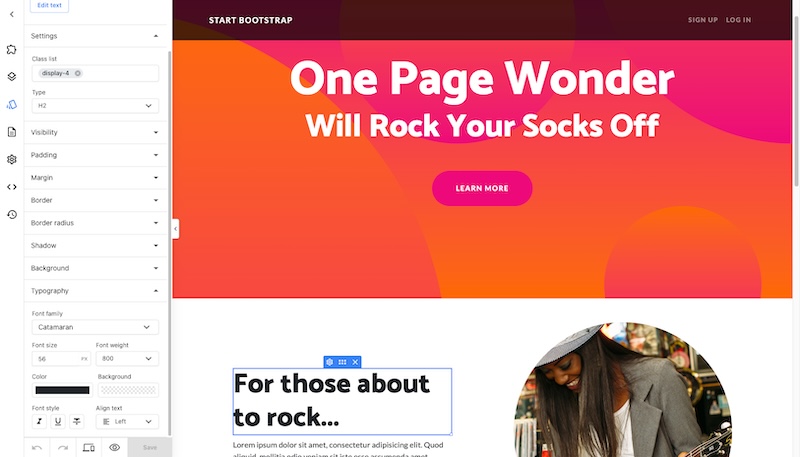 Edit text
Settings
Class list
display-4
Type
H2
Visibility
Padding
Margin
Border
Border radius
Shadow
Background
Typography
Font family
Catamaran
Font size
Font weight
56
PX
800
Color
Background
Font style
Align text
I U T
Left
Save
START BOOTSTRAP
SIGN UP
LOG IN
One Page Wonder
Will Rock Your Socks Off
LEARN MORE
For those about
to rock...
Lorem ipsum dolor sit amet, consectetur adipisicing elit. Quod
aliquid, mollitia odio veniam sit iste esse assumenda amet